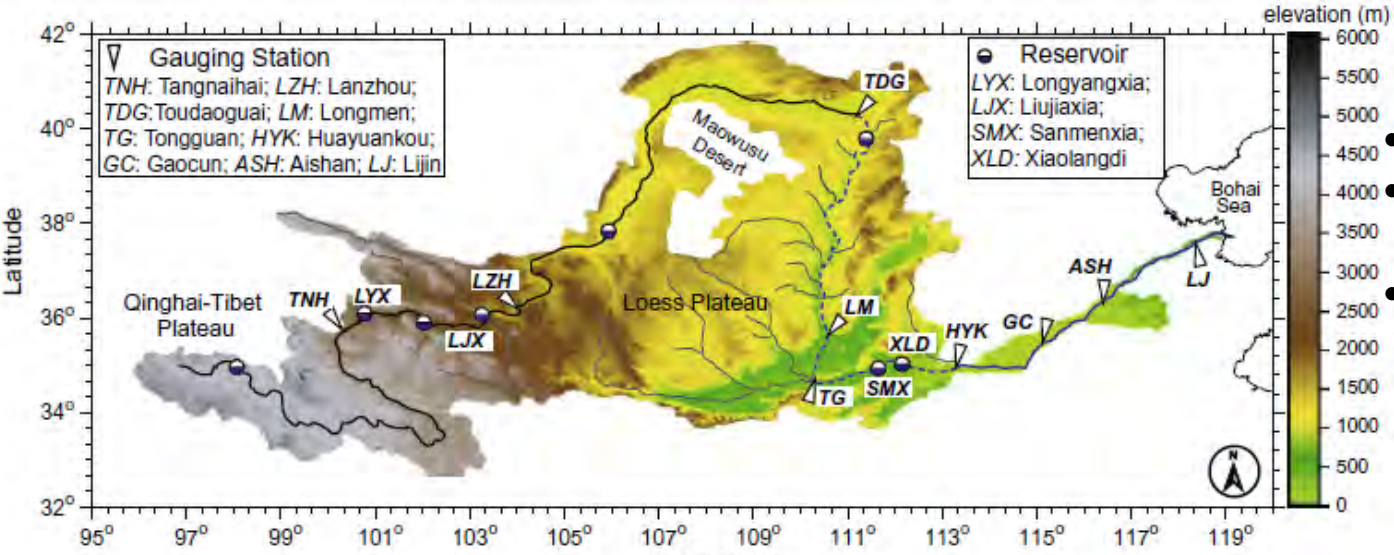 elevation (m)
42°
40°
38°
36°
34°
32°
Latitude
Gauging Station
TNH: Tangnaihai; LZH: Lanzhou;
TDG:Toudaoguai; LM: Longmen;
TG: Tongguan; HYK: Huayuankou;
GC: Gaocun; ASH: Aishan; LJ: Lijin
Reservoir
LYX: Longyangxia;
LJX: Liujiaxia;
SMX: Sanmenxia;
XLD: Xiaolangdi
TDG
Maowusu
Desert
Bohai
Sea
Qinghai-Tibet
Plateau
TNH
LYX
LZH
LJX
Loess Plateau
LM
XLD
HYK
GC
ASH
LJ
TG
SMX
N
6000
5500
5000
4500
4000
3500
3000
2500
2000
1500
1000
500
0
95° 97° 99° 101° 103° 105° 107° 109° 111° 113° 115° 117° 119°